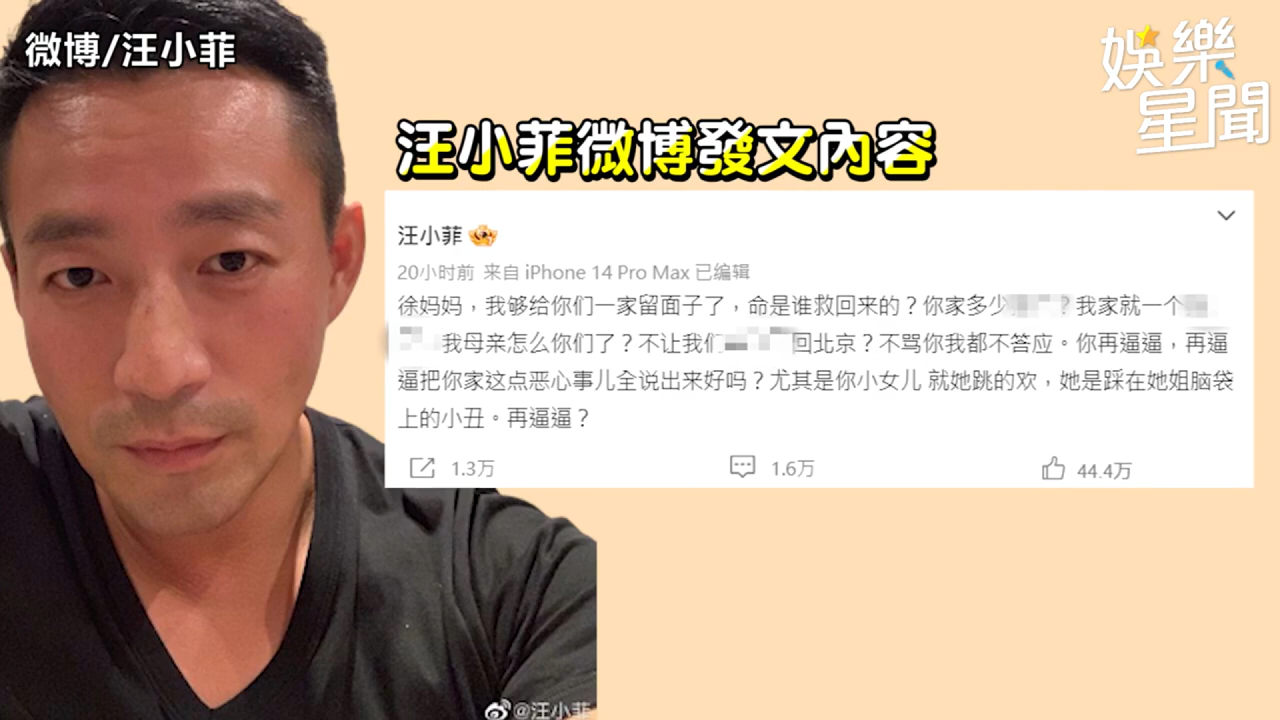 微博/汪小菲
娛樂
星聞
汪小菲微博發文內容
汪小菲
20小时前 来自 iPhone 14 Pro Max 已编辑
徐妈妈，我够给你们一家留面子了，命是谁救回来的？你家多少？我家就一个
我母亲怎么你们了？不让我们回北京？不骂你我都不答应。你再逼逼，再逼
逼把你家这点恶心事儿全说出来好吗？尤其是你小女儿 就她跳的欢，她是踩在她姐脑袋
上的小丑。再逼逼？
1.3万
1.6万
44.4万
@汪小菲